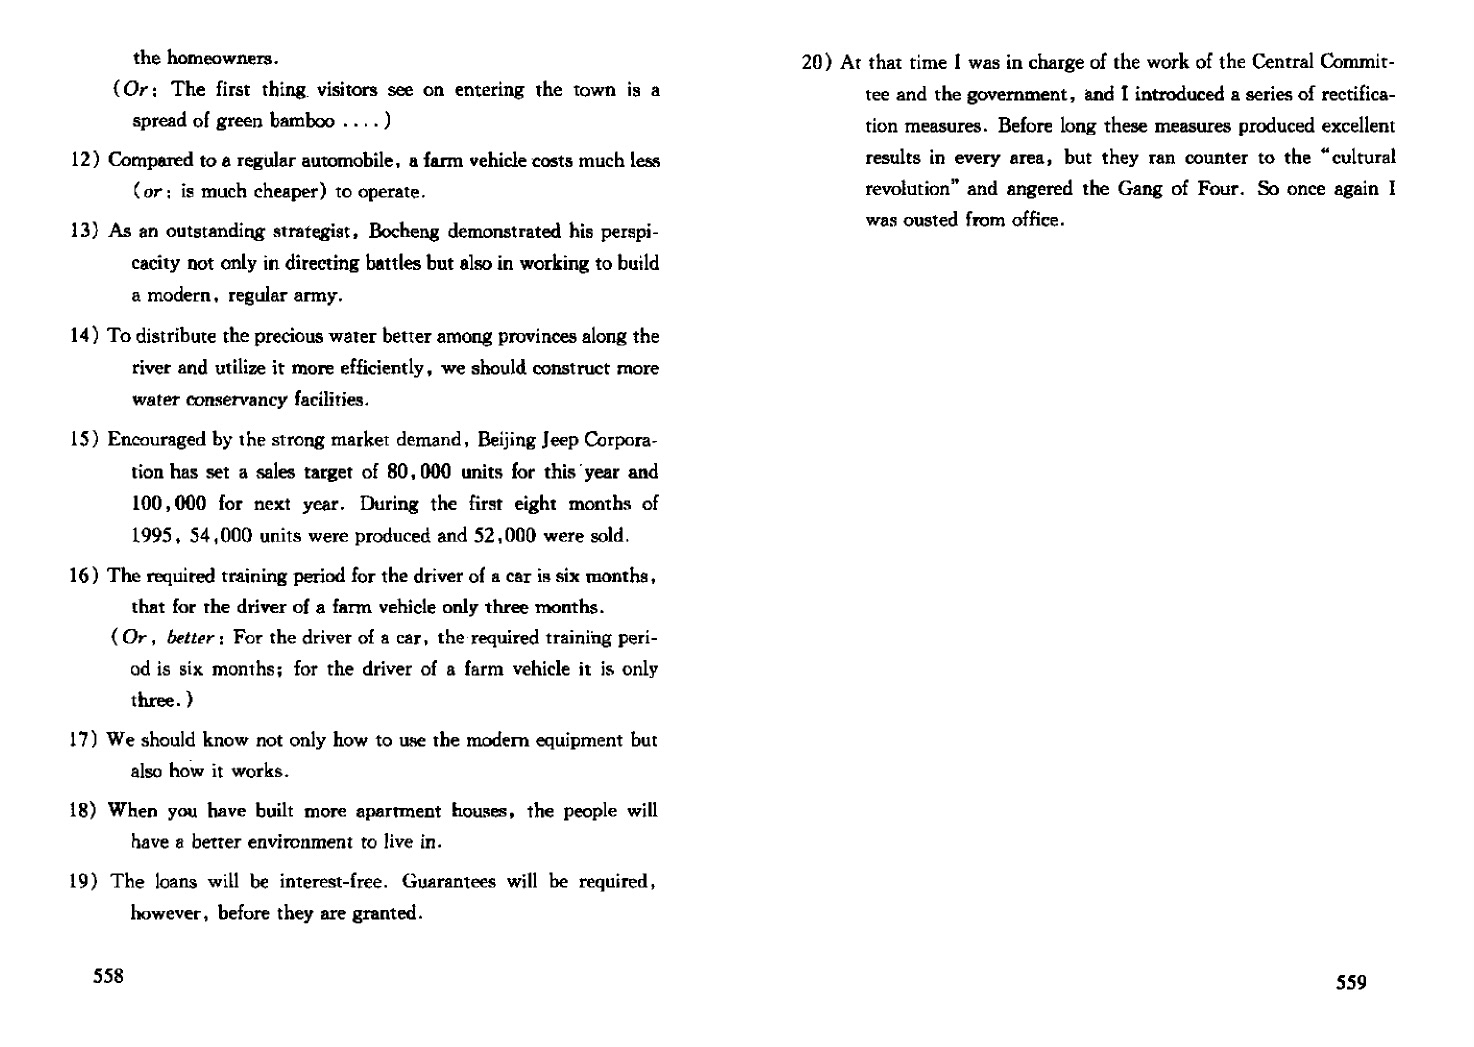 the homeowners.
(Or: The first thing visitors see on entering the town is a
spread of green bamboo ....)
12) Compared to a regular automobile, a farm vehicle costs much less
(or: is much cheaper) to operate.
13) As an outstanding strategist, Bocheng demonstrated his perspi-
cacity not only in directing battles but also in working to build
a modern, regular army.
14) To distribute the precious water better among provinces along the
river and utilize it more efficiently, we should construct more
water conservancy facilities.
15) Encouraged by the strong market demand, Beijing Jeep Corpora-
tion has set a sales target of 80,000 units for this year and
100,000 for next year. During the first eight months of
1995, 54,000 units were produced and 52,000 were sold.
16) The required training period for the driver of a car is six months,
that for the driver of a farm vehicle only three months.
(Or, better: For the driver of a car, the required training peri-
od is six months; for the driver of a farm vehicle it is only
three.)
17) We should know not only how to use the modern equipment but
also how it works.
18) When you have built more apartment houses, the people will
have a better environment to live in.
19) The loans will be interest-free. Guarantees will be required,
however, before they are granted.
558
20) At that time I was in charge of the work of the Central Commit-
tee and the government, and I introduced a series of rectifica-
tion measures. Before long these measures produced excellent
results in every area, but they ran counter to the “cultural
revolution” and angered the Gang of Four. So once again I
was ousted from office.
559